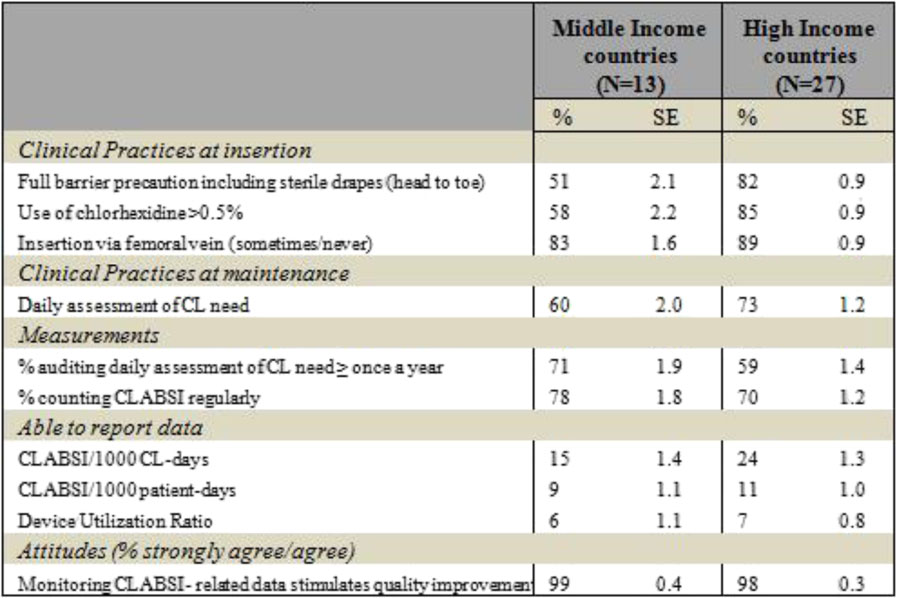 Middle Income countries (N=13) High Income countries (N=27)
% SE % SE
Clinical Practices at insertion
Full barrier precaution including sterile drapes (head to toe) 51 2.1 82 0.9
Use of chlorhexidine >0.5% 58 2.2 85 0.9
Insertion via femoral vein (sometimes/never) 83 1.6 89 0.9
Clinical Practices at maintenance
Daily assessment of CL need 60 2.0 73 1.2
Measurements
% auditing daily assessment of CL need ≥ once a year 71 1.9 59 1.4
% counting CLABSI regularly 78 1.8 70 1.2
Able to report data
CLABSI/1000 CL-days 15 1.4 24 1.3
CLABSI/1000 patient-days 9 1.1 11 1.0
Device Utilization Ratio 6 1.1 7 0.8
Attitudes (% strongly agree/agree)
Monitoring CLABSI- related data stimulates quality improvement 99 0.4 98 0.3